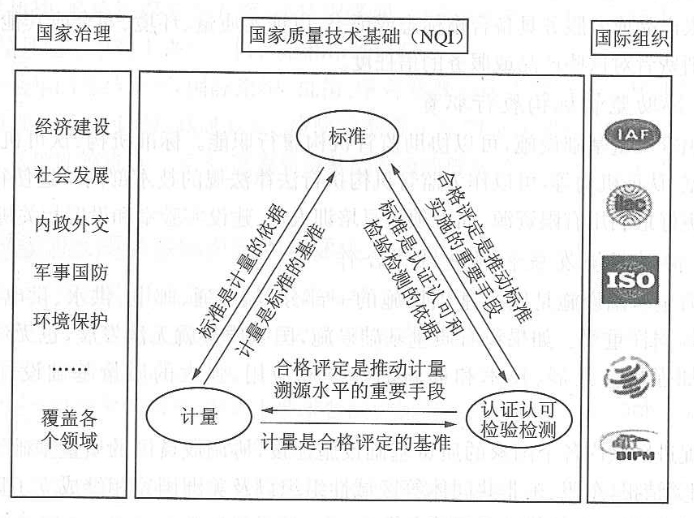 国家治理
国家质量技术基础（NQI）
国际组织
经济建设
社会发展
内政外交
军事国防
环境保护
……
覆盖各
个领域
标准
标准是计量的依据
计量是标准的基准
合格评定是推动标准
实施的重要手段
标准是认证认可和
检验检测的依据
合格评定是推动计量
溯源水平的重要手段
计量
认证认可
检验检测
计量是合格评定的基准
IAF
ilac
ISO
BIPM